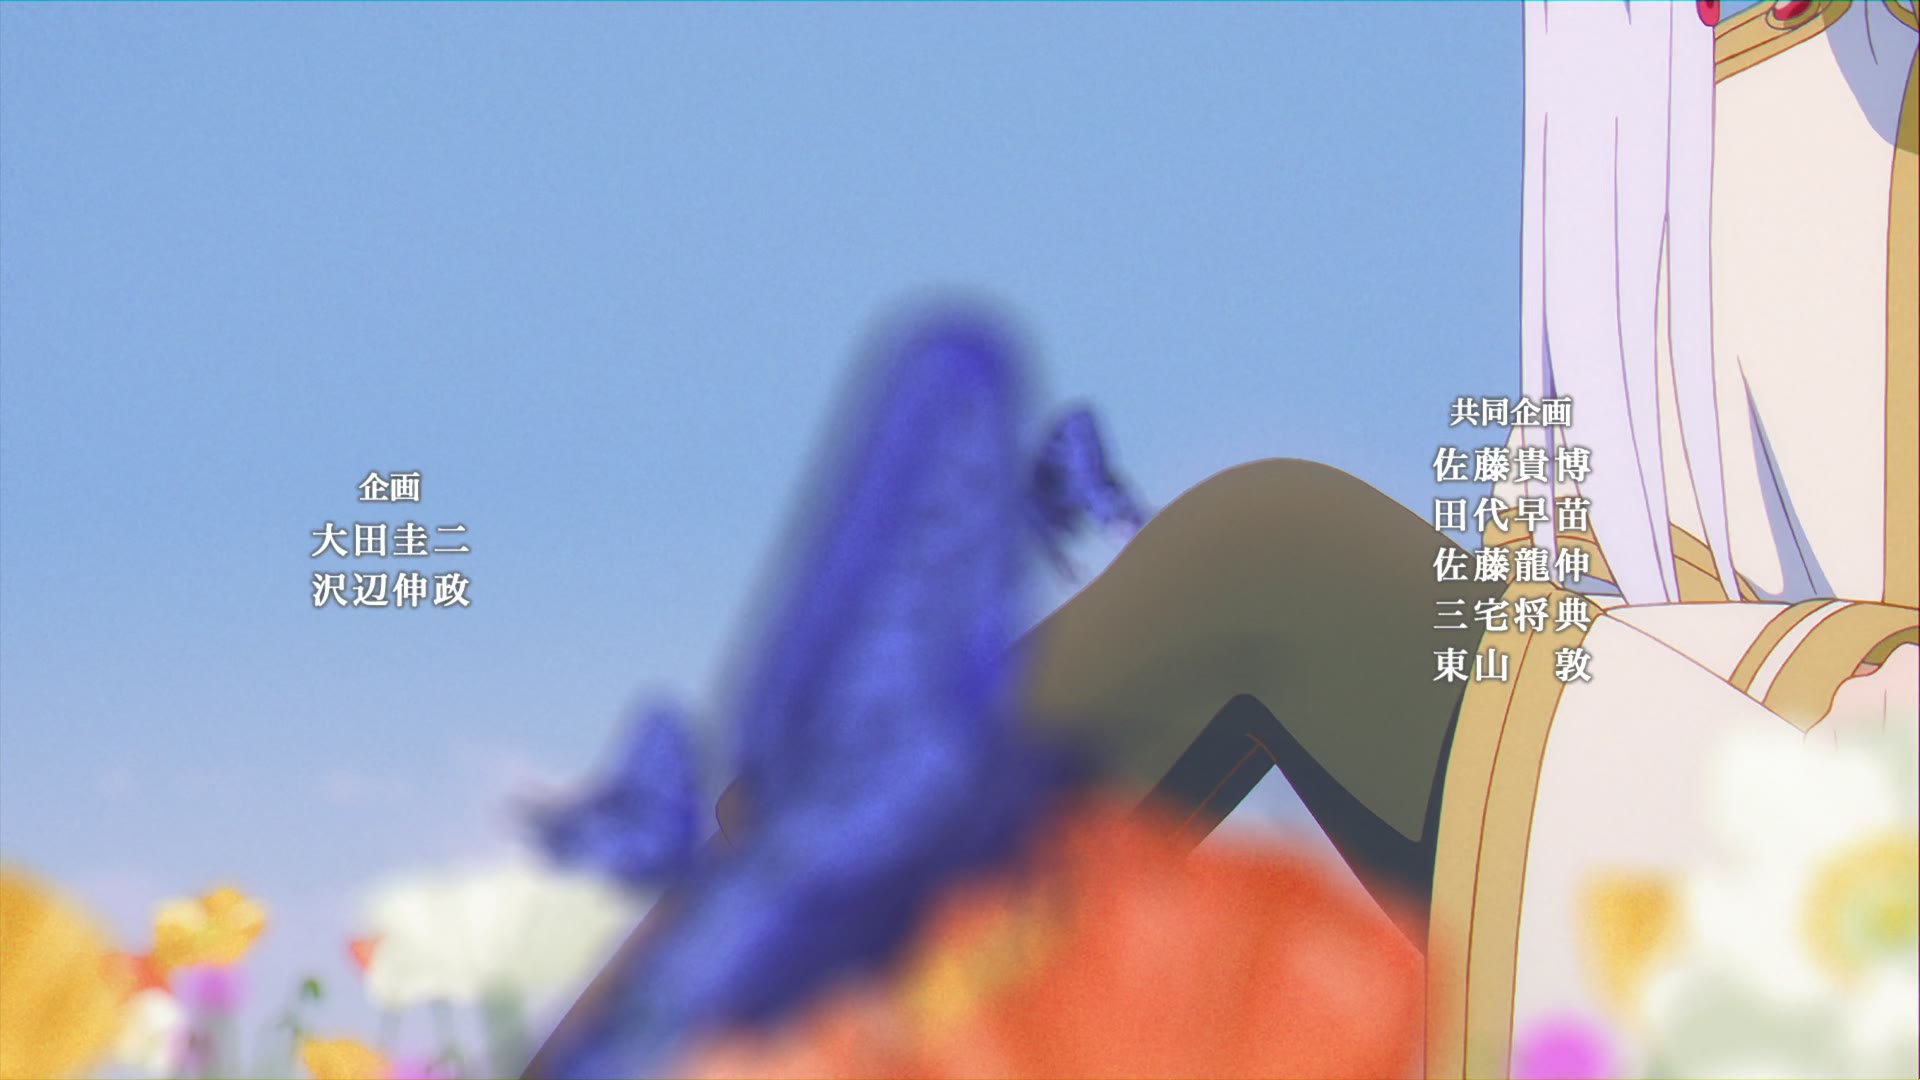 企画
大田圭二
沢辺伸政
共同企画
佐藤貴博
田代早苗
佐藤龍伸
三宅将典
東山　敦